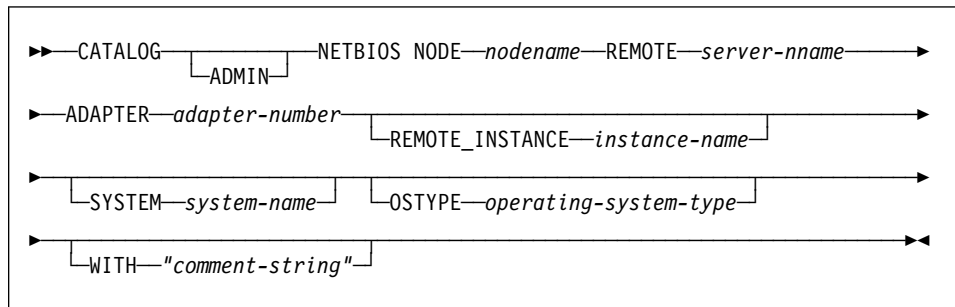 CATALOG NETBIOS NODE nodename REMOTE server-nname
ADMIN
ADAPTER adapter-number
REMOTE_INSTANCE instance-name
SYSTEM system-name OSTYPE operating-system-type
WITH "comment-string"